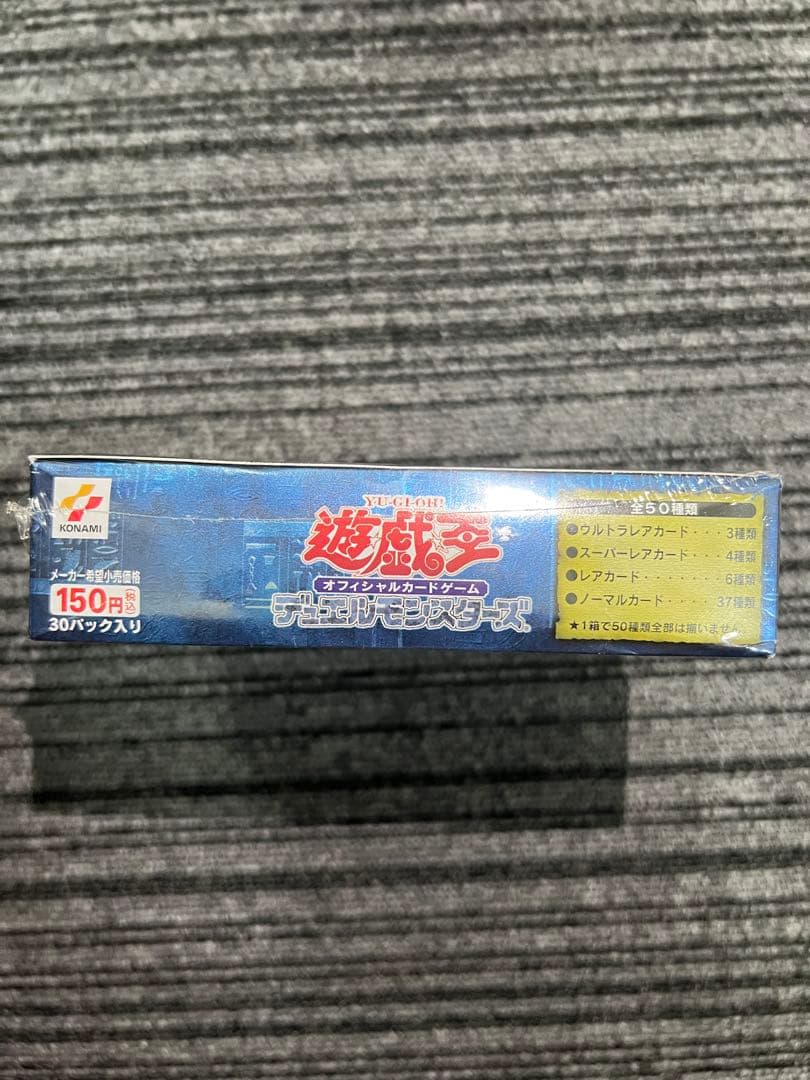 KONAMI
メーカー希望小売価格
150円(税込)
30パック入り
YU-GI-OH!
遊戯王
オフィシャルカードゲーム
デュエルモンスターズ
全50種類
●ウルトラレアカード・・・3種類
●スーパーレアカード・・・4種類
●レアカード・・・・・・・6種類
●ノーマルカード・・・37種類
★1箱で50種類全部は揃いません